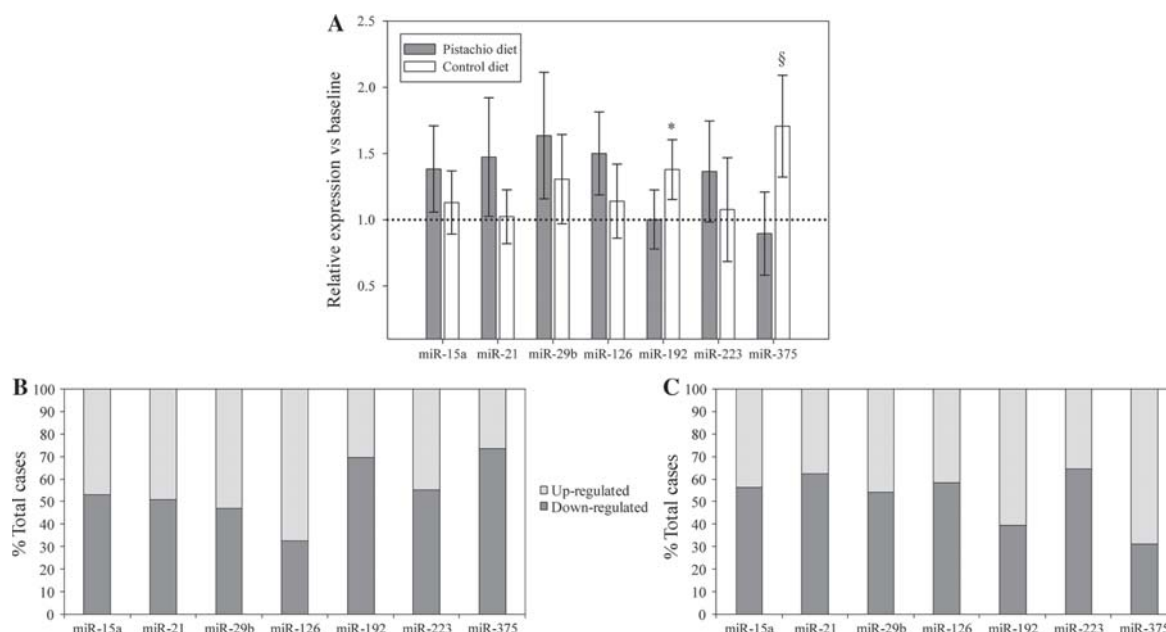 A
Relative expression vs baseline
2.5
2.0
1.5
1.0
0.5
Pistachio diet
Control diet
*
§
miR-15a miR-21 miR-29b miR-126 miR-192 miR-223 miR-375
B
% Total cases
100
90
80
70
60
50
40
30
20
10
0
miR-15a miR-21 miR-29b miR-126 miR-192 miR-223 miR-375
Up-regulated
Down-regulated
C
% Total cases
100
90
80
70
60
50
40
30
20
10
0
miR-15a miR-21 miR-29b miR-126 miR-192 miR-223 miR-375